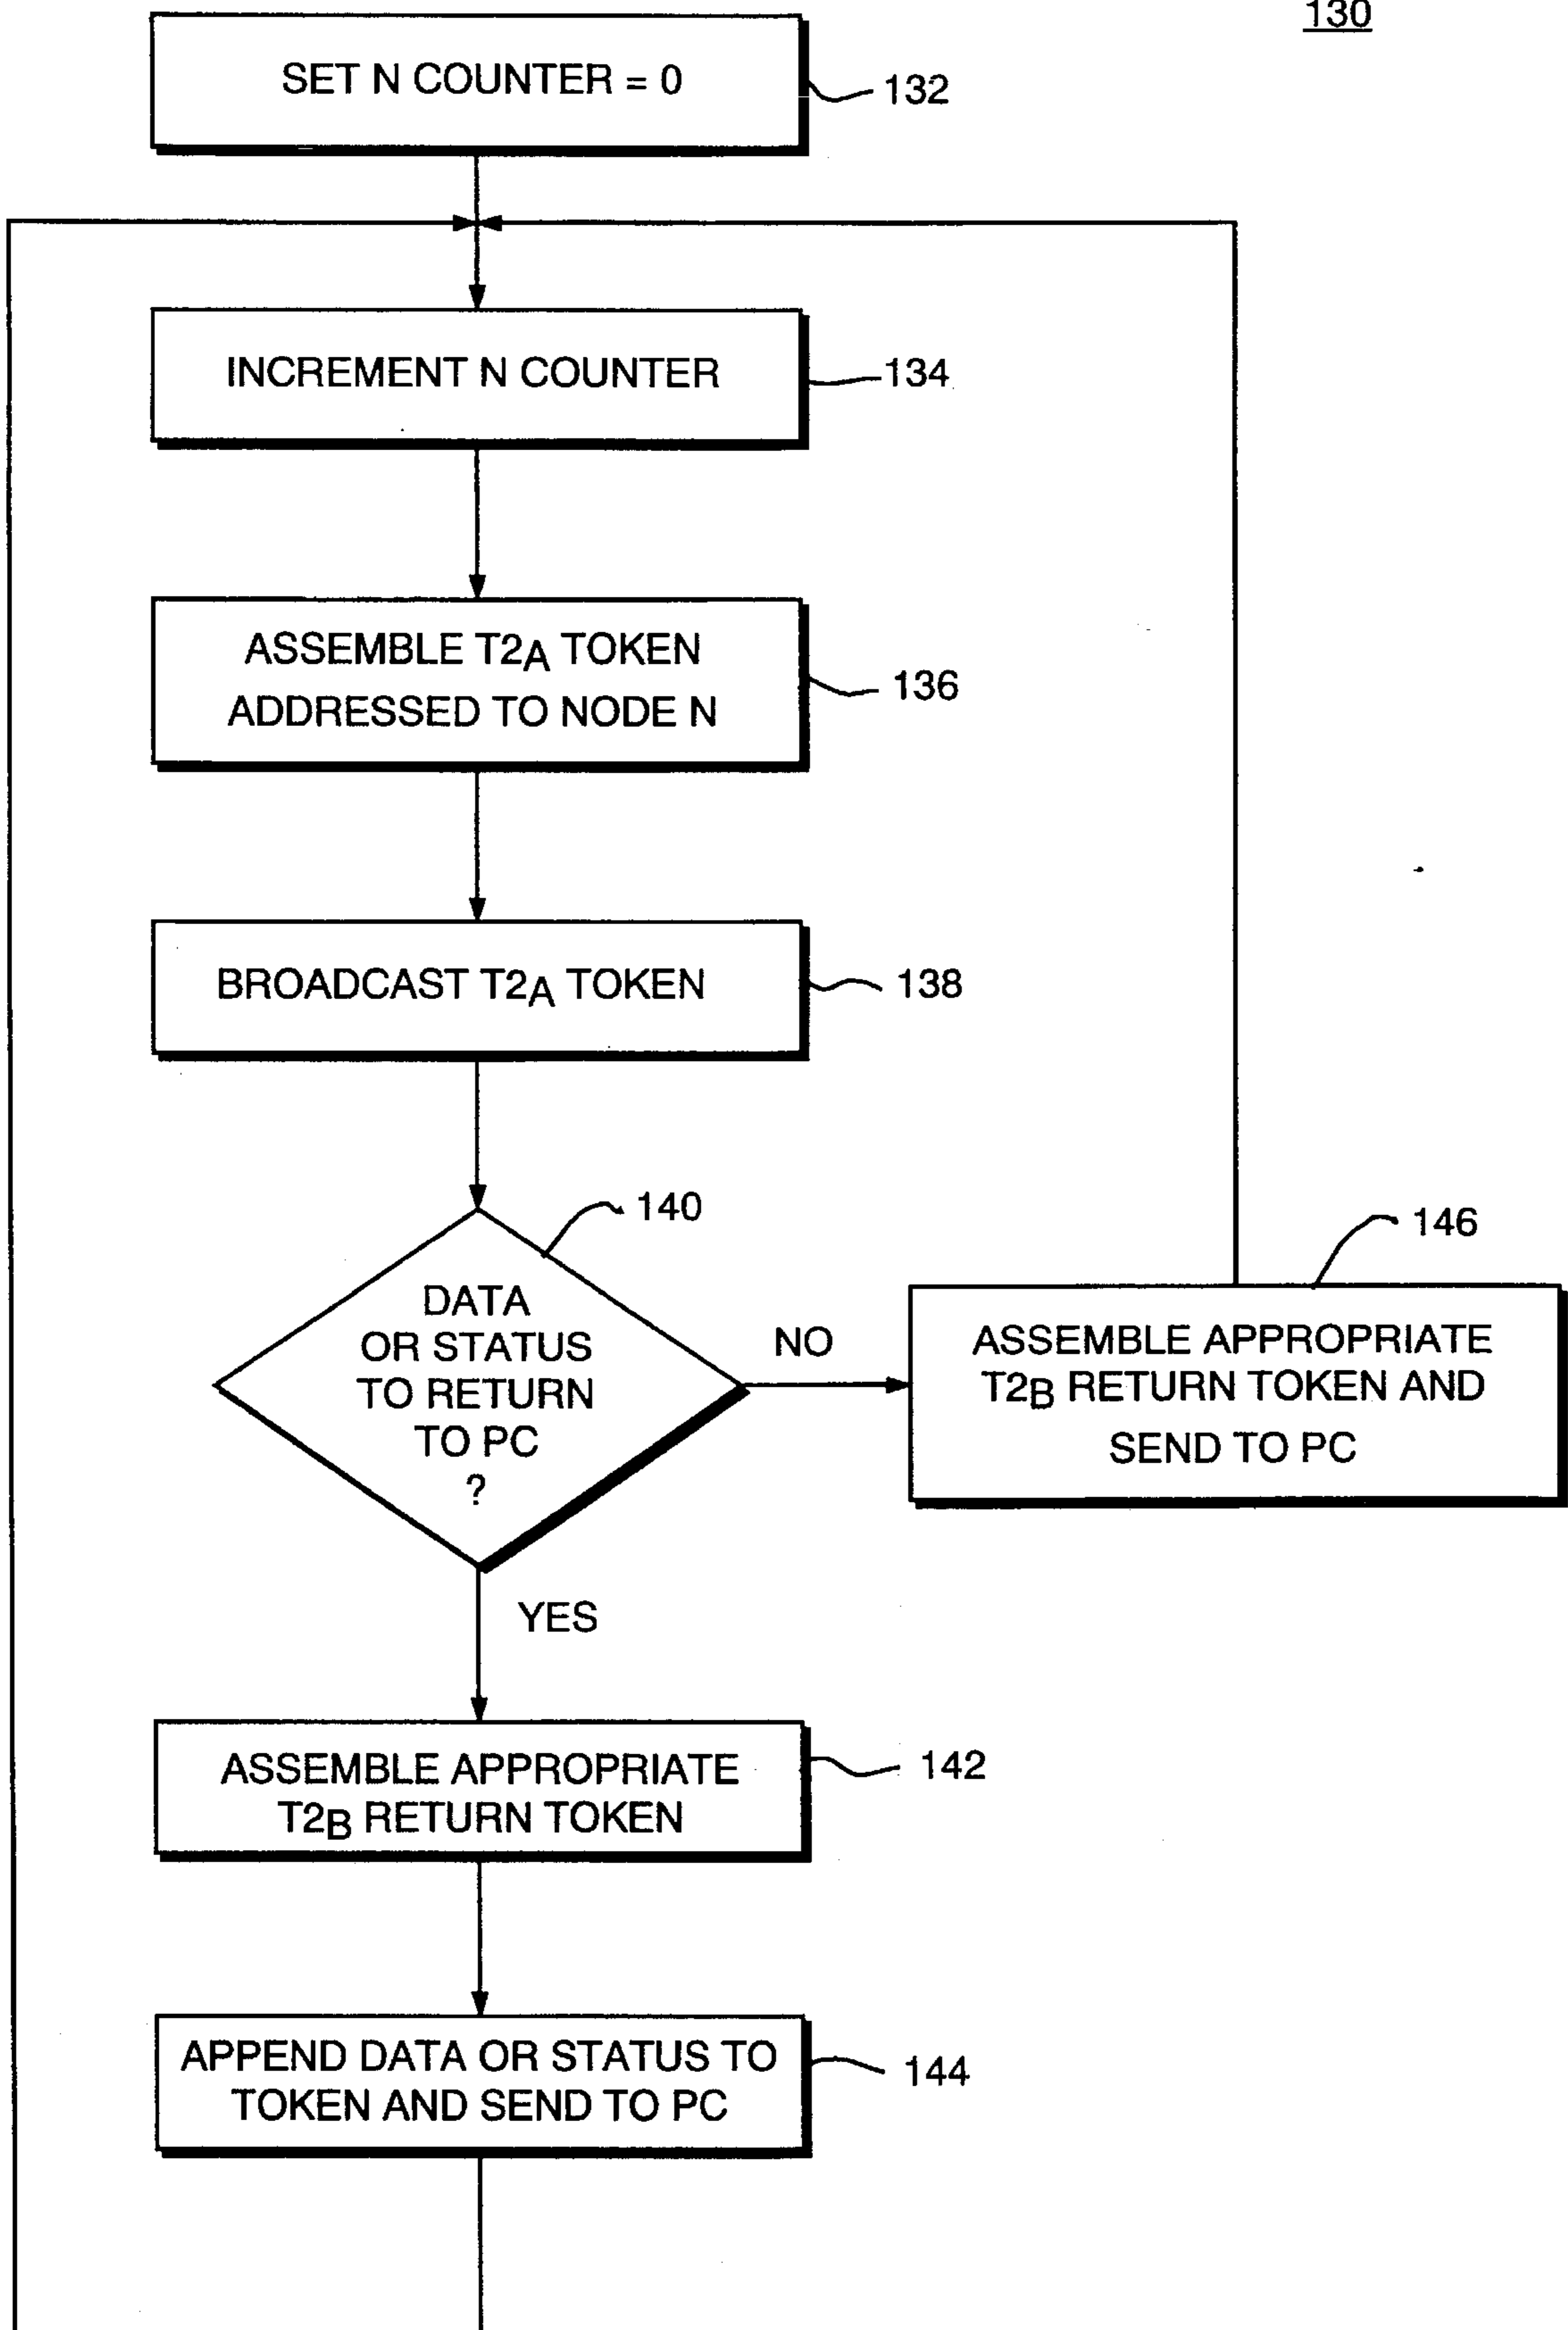 130
SET N COUNTER = 0
132
INCREMENT N COUNTER
134
ASSEMBLE T2A TOKEN
ADDRESSED TO NODE N
136
BROADCAST T2A TOKEN
138
140
DATA
OR STATUS
TO RETURN
TO PC
?
NO
146
ASSEMBLE APPROPRIATE
T2B RETURN TOKEN AND
SEND TO PC
YES
ASSEMBLE APPROPRIATE
T2B RETURN TOKEN
142
APPEND DATA OR STATUS TO
TOKEN AND SEND TO PC
144